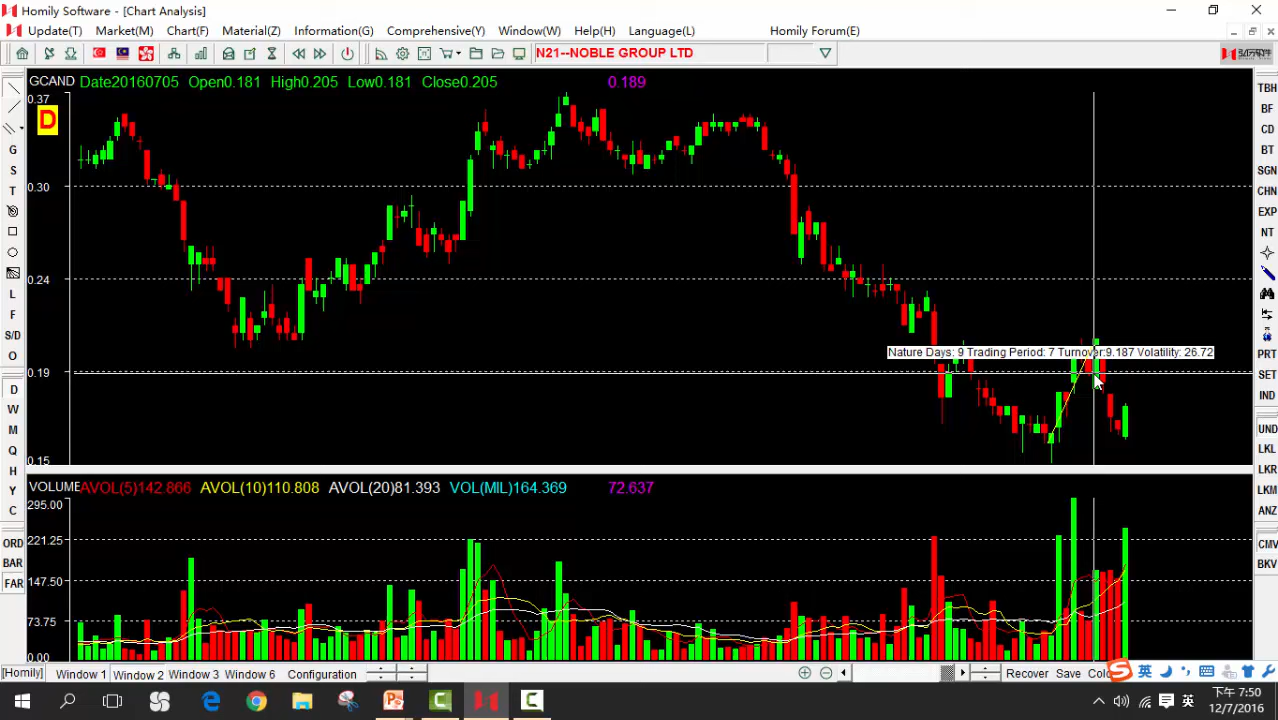 Homily Software - [Chart Analysis]
Update(T) Market(M) Chart(F) Material(Z) Information(G) Comprehensive(Y) Window(W) Help(H) Language(L) Homily Forum(E)
N21--NOBLE GROUP LTD
GCAND Date20160705 Open0.181 High0.205 Low0.181 Close0.205 0.189
0.37
D
0.30
0.24
0.19
0.15
Nature Days: 9 Trading Period: 7 Turnover:9.187 Volatility: 26.72
VOLUME AVOL(5)142.866 AVOL(10)110.808 AVOL(20)81.393 VOL(MIL)164.369 72.637
295.00
221.25
147.50
73.75
0.00
G
S
T
L
F
S/D
O
D
W
M
Q
H
Y
C
ORD
BAR
FAR
TBH
BF
CD
BT
SGN
CHN
EXP
NT
PRT
SET
IND
UND
LKL
LKR
LKM
ANZ
CMV
BKV
[Homily] Window 1 Window 2 Window 3 Window 6 Configuration Recover Save
英
英
下午 7:50
12/7/2016